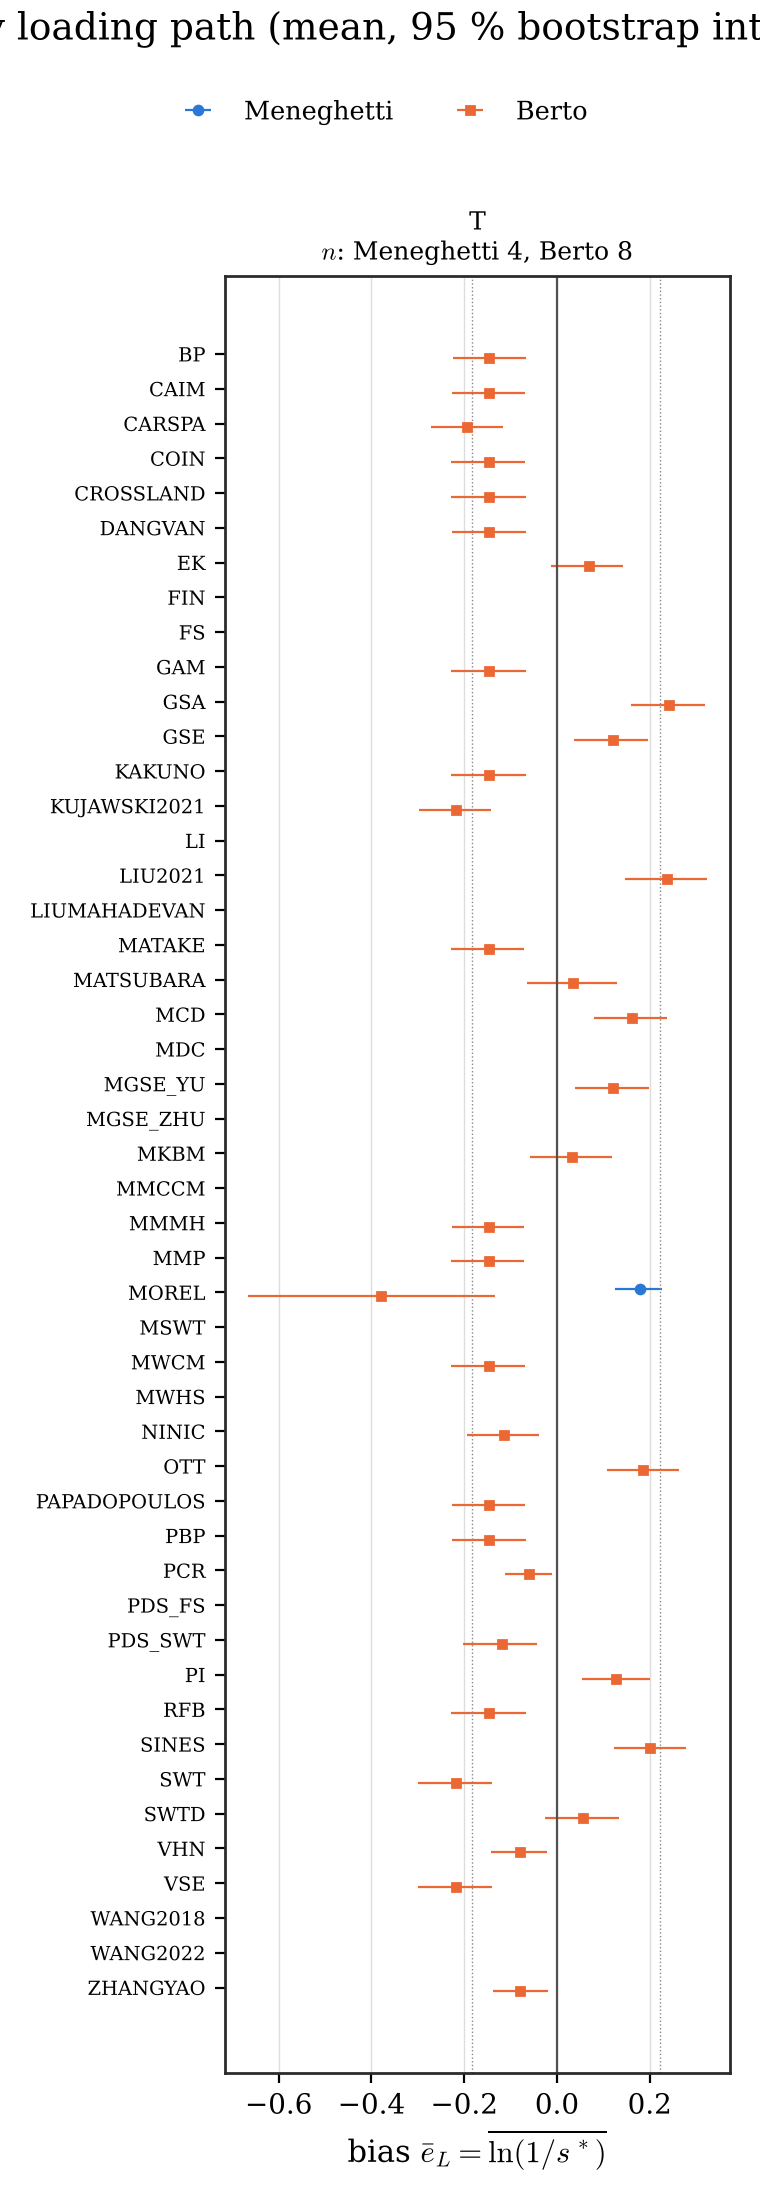 loading path (mean, 95 % bootstrap
Meneghetti
Berto
T
n: Meneghetti 4, Berto 8
BP
CAIM
CARSPA
COIN
CROSSLAND
DANGVAN
EK
FIN
FS
GAM
GSA
GSE
KAKUNO
KUJAWSKI2021
LI
LIU2021
LIUMAHADEVAN
MATAKE
MATSUBARA
MCD
MDC
MGSE_YU
MGSE_ZHU
MKBM
MMCCM
MMMH
MMP
MOREL
MSWT
MWCM
MWHS
NINIC
OTT
PAPADOPOULOS
PBP
PCR
PDS_FS
PDS_SWT
PI
RFB
SINES
SWT
SWTD
VHN
VSE
WANG2018
WANG2022
ZHANGYAO
−0.6 −0.4 −0.2 0.0 0.2
bias ē_L = \overline{ln(1/s*)}